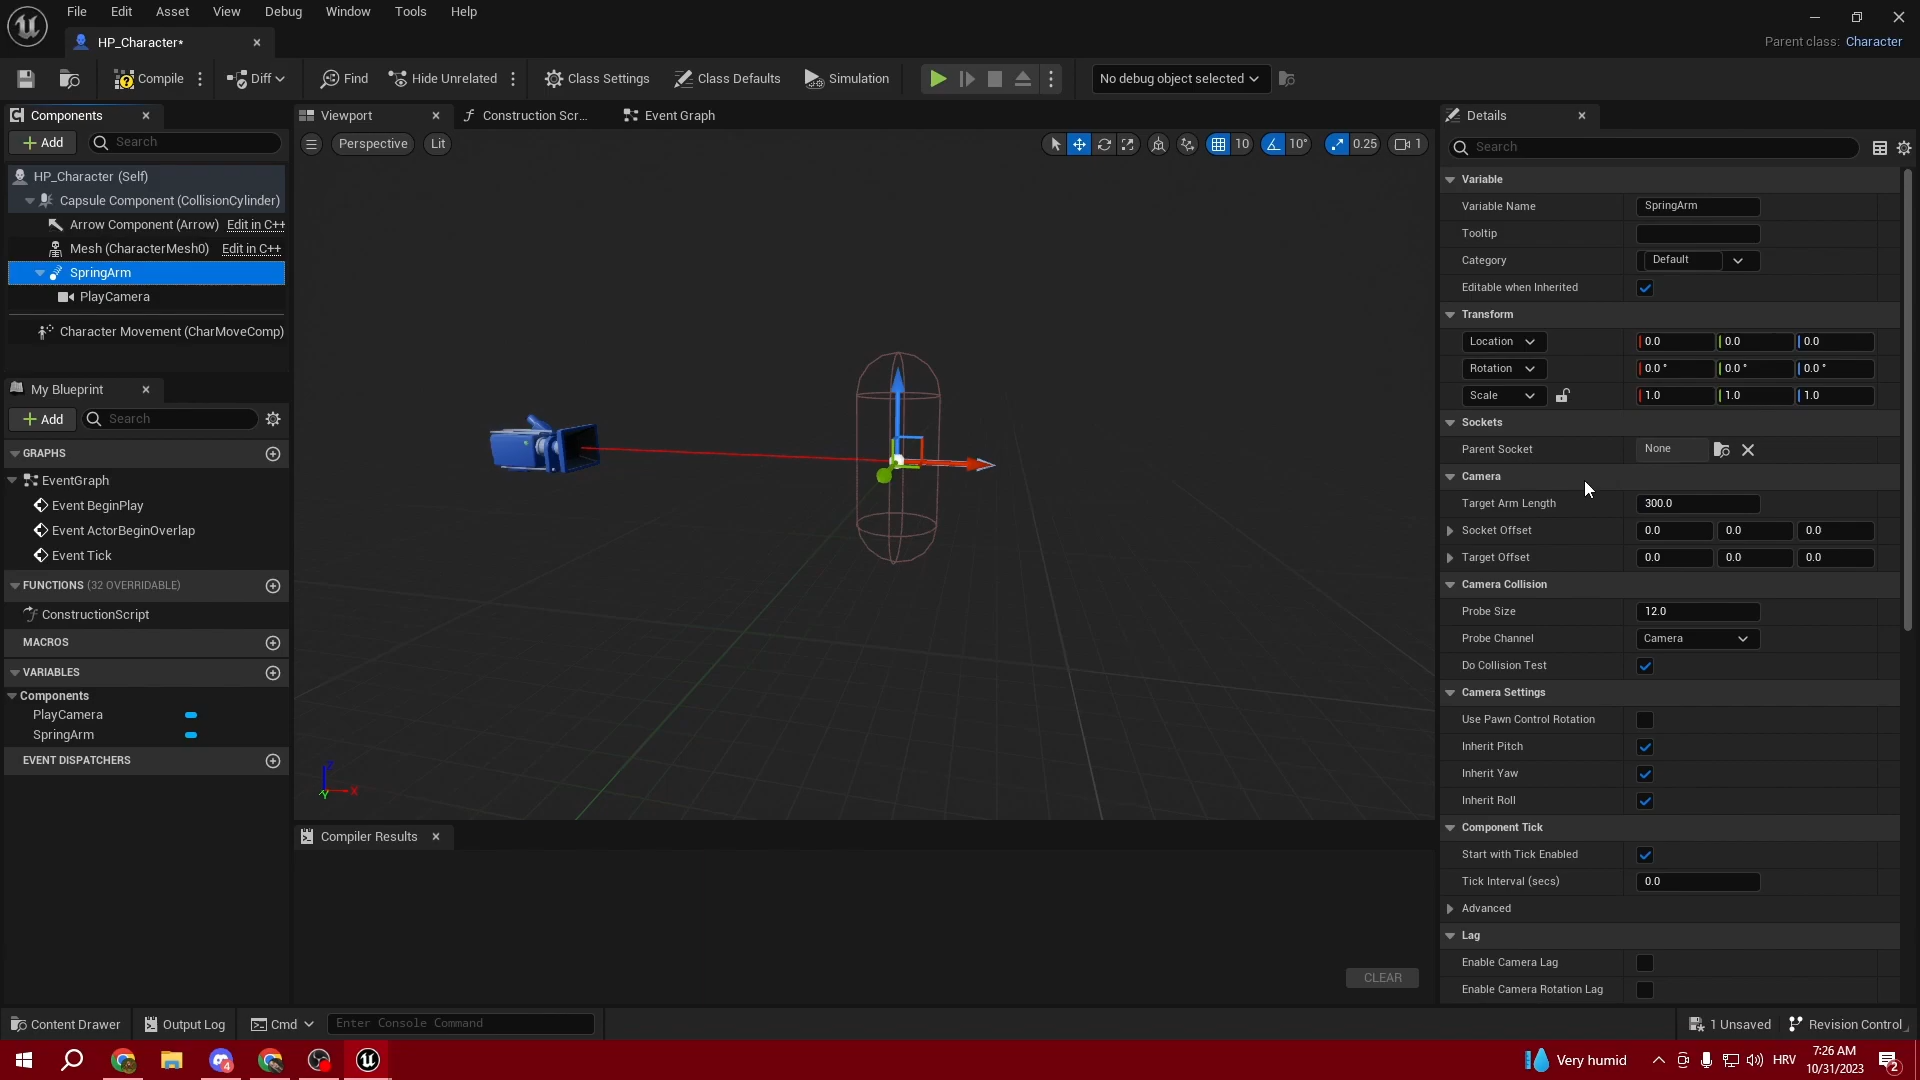 File Edit Asset View Debug Window Tools Help
HP_Character*
Parent class: Character
Compile Diff Find Hide Unrelated Class Settings Class Defaults Simulation No debug object selected
Components
Add Search
HP_Character (Self)
Capsule Component (CollisionCylinder)
Arrow Component (Arrow) Edit in C++
Mesh (CharacterMesh0) Edit in C++
SpringArm
PlayCamera
Character Movement (CharMoveComp)
My Blueprint
Add Search
GRAPHS
EventGraph
Event BeginPlay
Event ActorBeginOverlap
Event Tick
FUNCTIONS (32 OVERRIDABLE)
ConstructionScript
MACROS
VARIABLES
Components
PlayCamera
SpringArm
EVENT DISPATCHERS
Viewport Construction Scr... Event Graph
Perspective Lit 10 10° 0.25 1
Z
X
Y
Compiler Results
CLEAR
Details
Search
Variable
Variable Name SpringArm
Tooltip
Category Default
Editable when Inherited
Transform
Location 0.0 0.0 0.0
Rotation 0.0 ° 0.0 ° 0.0 °
Scale 1.0 1.0 1.0
Sockets
Parent Socket None
Camera
Target Arm Length 300.0
Socket Offset 0.0 0.0 0.0
Target Offset 0.0 0.0 0.0
Camera Collision
Probe Size 12.0
Probe Channel Camera
Do Collision Test
Camera Settings
Use Pawn Control Rotation
Inherit Pitch
Inherit Yaw
Inherit Roll
Component Tick
Start with Tick Enabled
Tick Interval (secs) 0.0
Advanced
Lag
Enable Camera Lag
Enable Camera Rotation Lag
Content Drawer Output Log Cmd Enter Console Command 1 Unsaved Revision Control
4 Very humid HRV 7:26 AM
10/31/2023 2